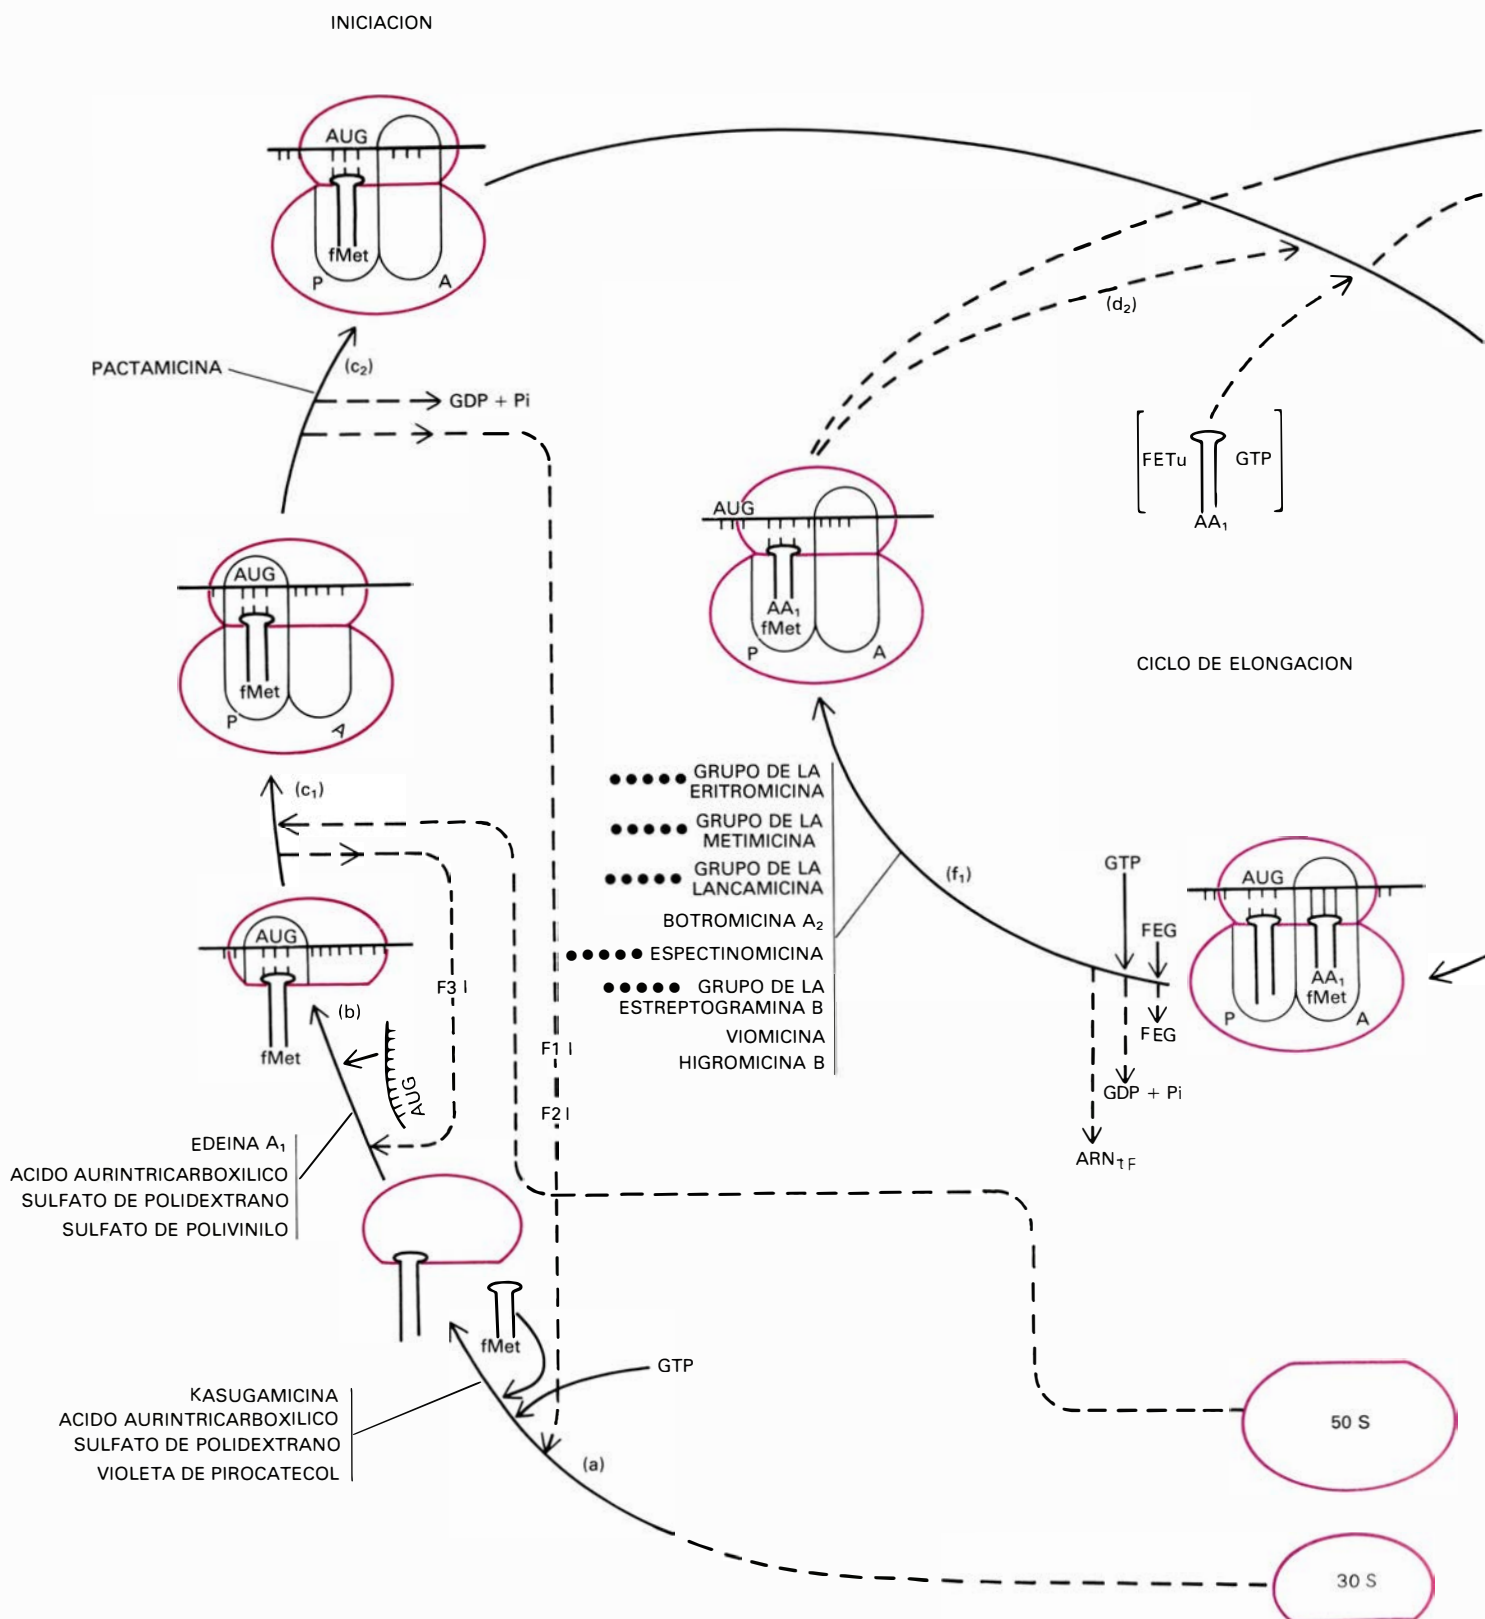 INICIACION
AUG
fMet
P
A
PACTAMICINA
(c₂)
GDP + Pi
(d₂)
FETu
GTP
AA₁
AUG
AA₁
fMet
P
A
AUG
fMet
P
A
CICLO DE ELONGACION
(c₁)
GRUPO DE LA
ERITROMICINA
GRUPO DE LA
METIMICINA
GRUPO DE LA
LANCAMICINA
BOTROMICINA A₂
ESPECTINOMICINA
GRUPO DE LA
ESTREPTOGRAMINA B
VIOMICINA
HIGROMICINA B
(f₁)
GTP
FEG
AUG
AA₁
fMet
P
A
FEG
GDP + Pi
ARNtF
AUG
fMet
F3 I
(b)
AUG
F1 I
F2 I
EDEINA A₁
ACIDO AURINTRICARBOXILICO
SULFATO DE POLIDEXTRANO
SULFATO DE POLIVINILO
fMet
GTP
KASUGAMICINA
ACIDO AURINTRICARBOXILICO
SULFATO DE POLIDEXTRANO
VIOLETA DE PIROCATECOL
(a)
50 S
30 S